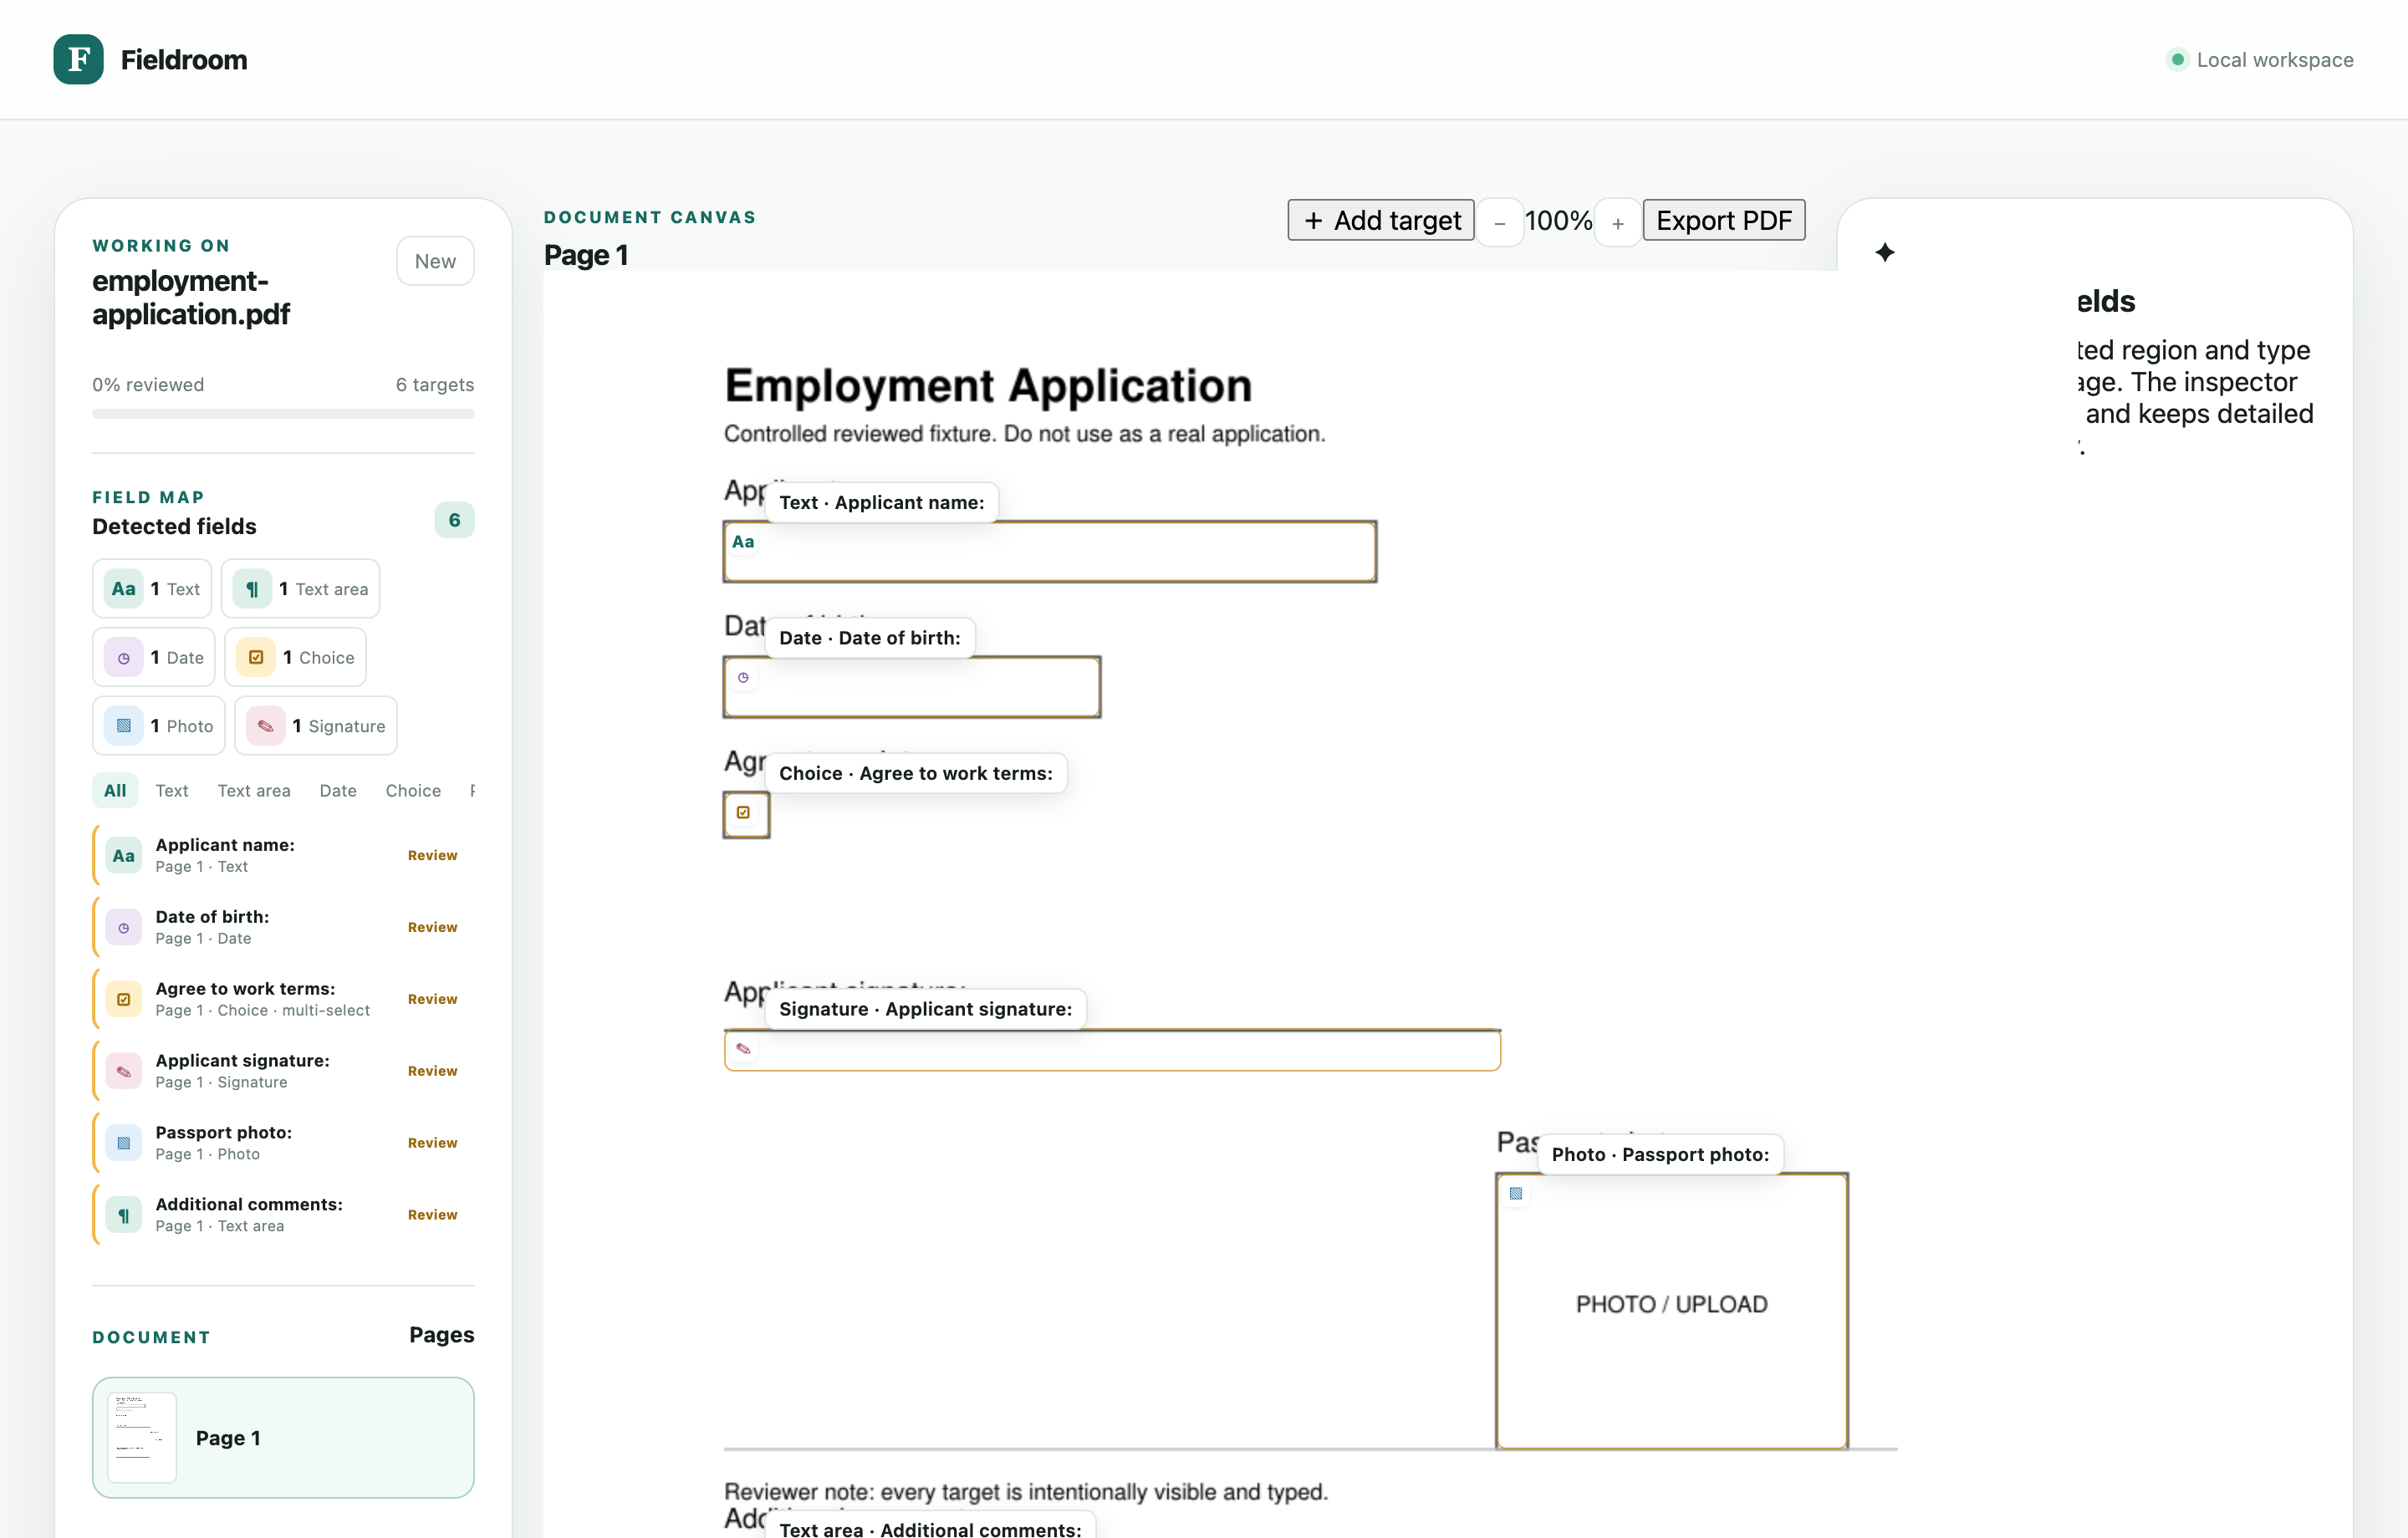 F Fieldroom
Local workspace
WORKING ON
employment-
application.pdf
New
0% reviewed
6 targets
FIELD MAP
Detected fields
6
Aa 1 Text
¶ 1 Text area
1 Date
1 Choice
1 Photo
1 Signature
All Text Text area Date Choice
Aa Applicant name:
Page 1 · Text
Review
Date of birth:
Page 1 · Date
Review
Agree to work terms:
Page 1 · Choice · multi-select
Review
Applicant signature:
Page 1 · Signature
Review
Passport photo:
Page 1 · Photo
Review
¶ Additional comments:
Page 1 · Text area
Review
DOCUMENT
Pages
Page 1
DOCUMENT CANVAS
Page 1
+ Add target
− 100% +
Export PDF
Employment Application
Controlled reviewed fixture. Do not use as a real application.
Text · Applicant name:
Aa
Date · Date of birth:
Choice · Agree to work terms:
Signature · Applicant signature:
Photo · Passport photo:
PHOTO / UPLOAD
Reviewer note: every target is intentionally visible and typed.
Text area · Additional comments:
elds
ted region and type
age. The inspector
and keeps detailed